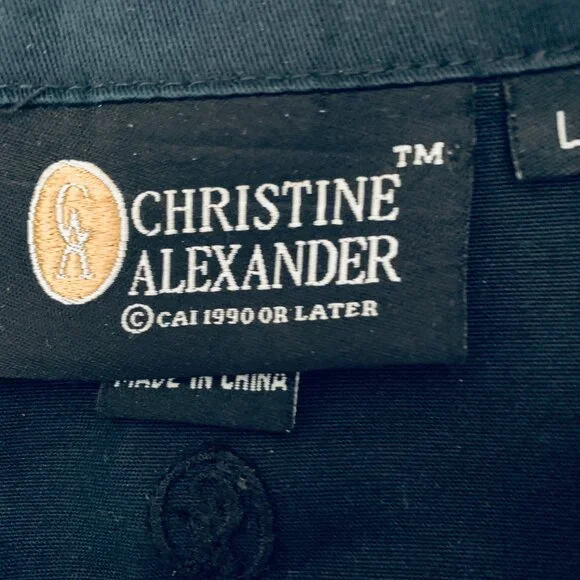 CHRISTINE ™
ALEXANDER
©CAI 1990 OR LATER
L
MADE IN CHINA